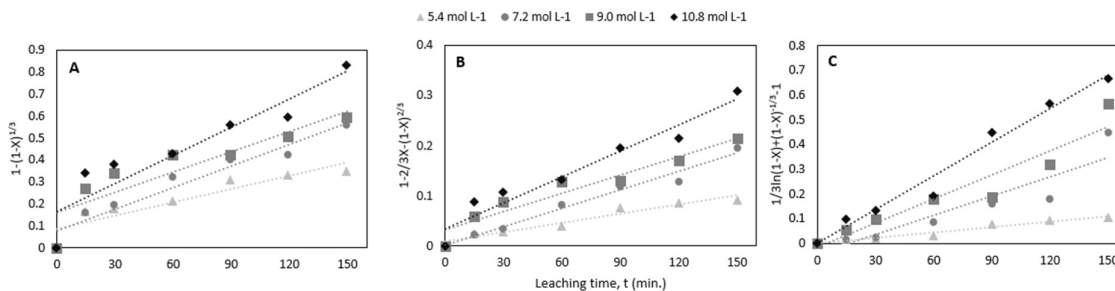 5.4 mol L-1 7.2 mol L-1 9.0 mol L-1 10.8 mol L-1
A
1-(1-X)^1/3
0.9
0.8
0.7
0.6
0.5
0.4
0.3
0.2
0.1
0
0 30 60 90 120 150
B
1-2/3X-(1-X)^2/3
0.4
0.3
0.2
0.1
0
0 30 60 90 120 150
Leaching time, t (min.)
C
1/3ln(1-X)+(1-X)^-1/3-1
0.8
0.7
0.6
0.5
0.4
0.3
0.2
0.1
0
0 30 60 90 120 150